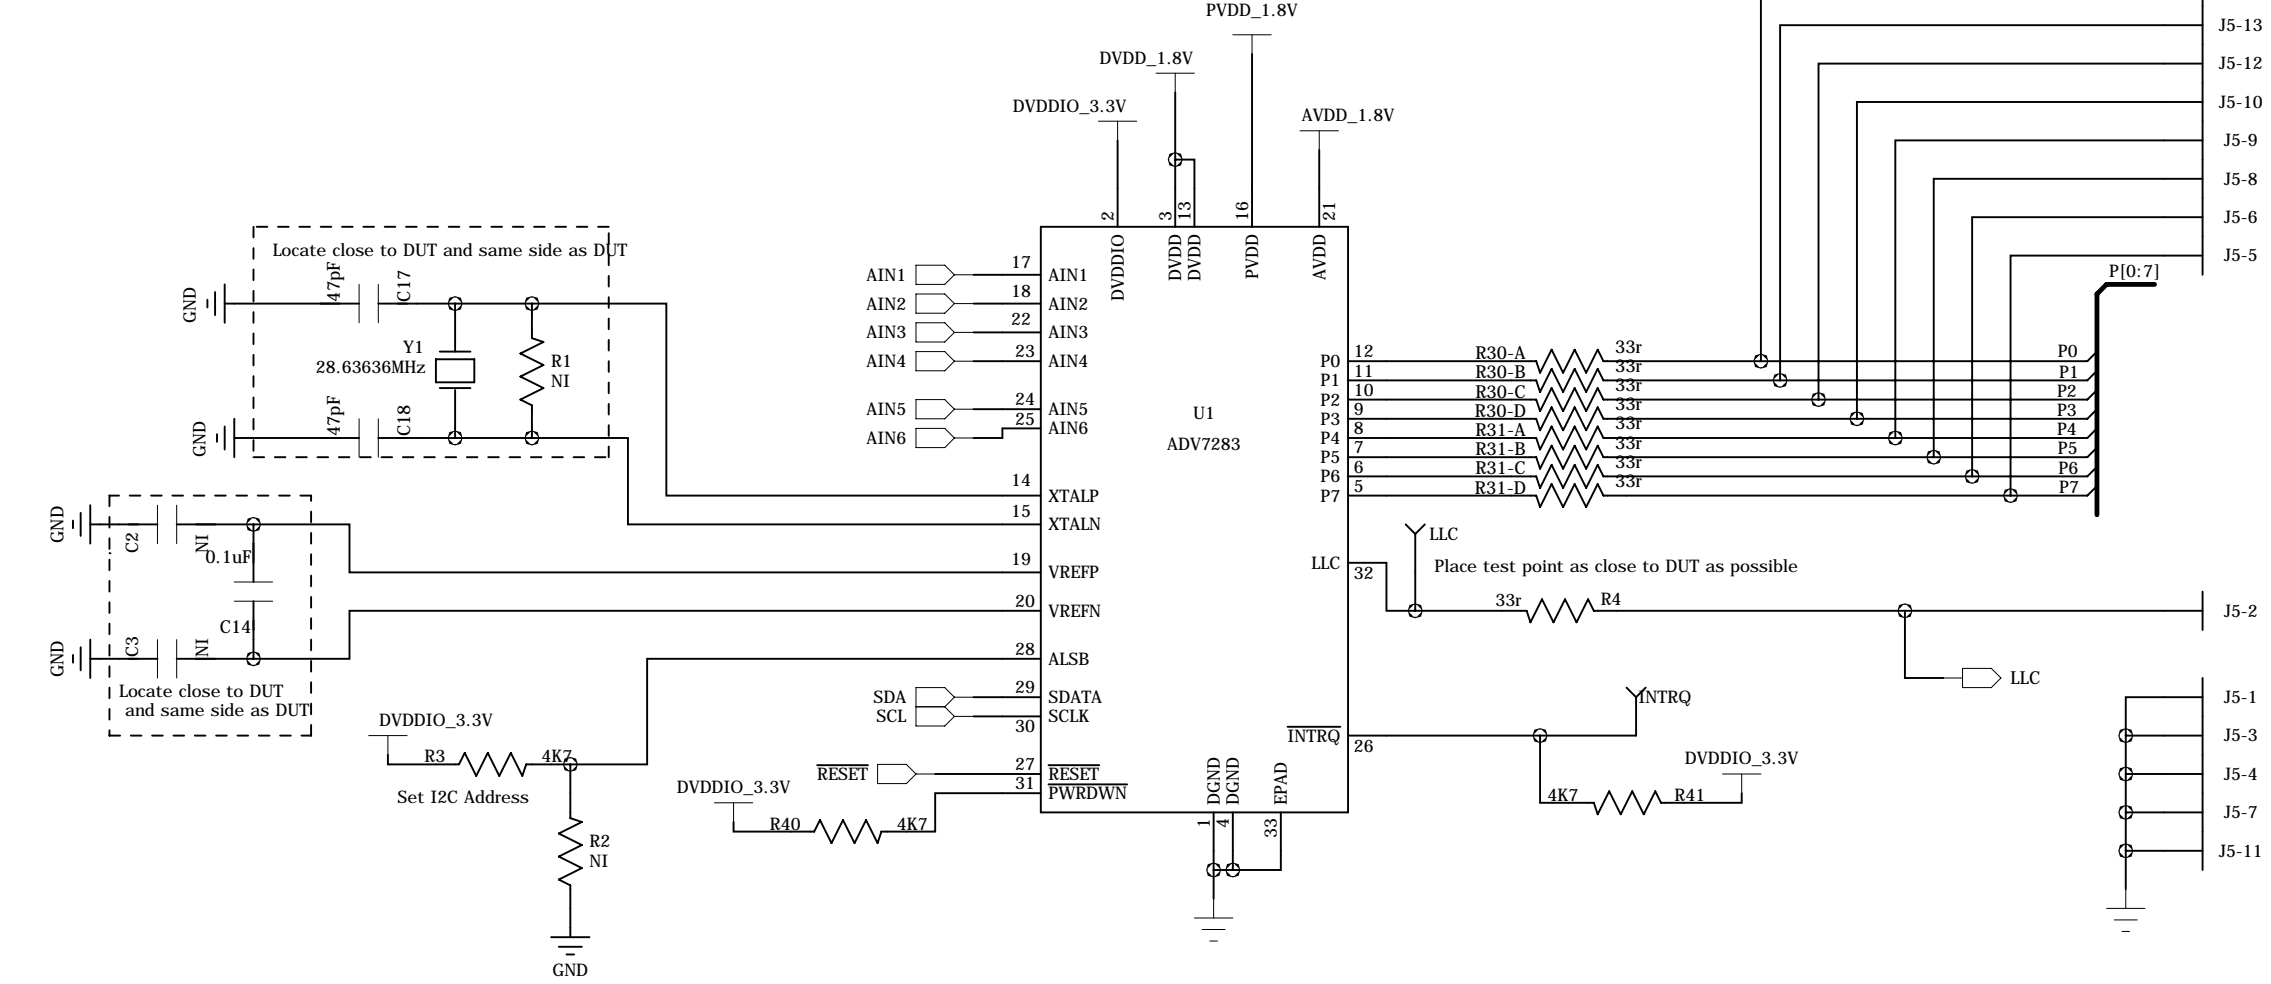 PVDD_1.8V
J5-13
DVDD_1.8V
J5-12
DVDDIO_3.3V
J5-10
AVDD_1.8V
J5-9
J5-8
J5-6
J5-5
2
3
13
16
21
DVDDIO
DVDD
DVDD
PVDD
AVDD
Locate close to DUT and same side as DUT
GND
47pF
C17
Y1
28.63636MHz
R1
NI
GND
47pF
C18
AIN1
17
AIN1
AIN2
18
AIN2
AIN3
22
AIN3
AIN4
23
AIN4
AIN5
24
AIN5
AIN6
25
AIN6
U1
ADV7283
P[0:7]
P0
12
R30-A
33r
P0
P1
11
R30-B
33r
P1
P2
10
R30-C
33r
P2
P3
9
R30-D
33r
P3
P4
8
R31-A
33r
P4
P5
7
R31-B
33r
P5
P6
6
R31-C
33r
P6
P7
5
R31-D
33r
P7
14
XTALP
15
XTALN
GND
C2
NI
0.1uF
C14
GND
C3
NI
Locate close to DUT
and same side as DUT
19
VREFP
20
VREFN
28
ALSB
LLC
32
LLC
Place test point as close to DUT as possible
33r
R4
J5-2
LLC
SDA
29
SDATA
SCL
30
SCLK
INTRQ
26
INTRQ
DVDDIO_3.3V
4K7
R41
DVDDIO_3.3V
R3
4K7
Set I2C Address
R2
NI
GND
RESET
27
RESET
31
PWRDWN
DVDDIO_3.3V
R40
4K7
DGND
DGND
EPAD
1
4
33
J5-1
J5-3
J5-4
J5-7
J5-11